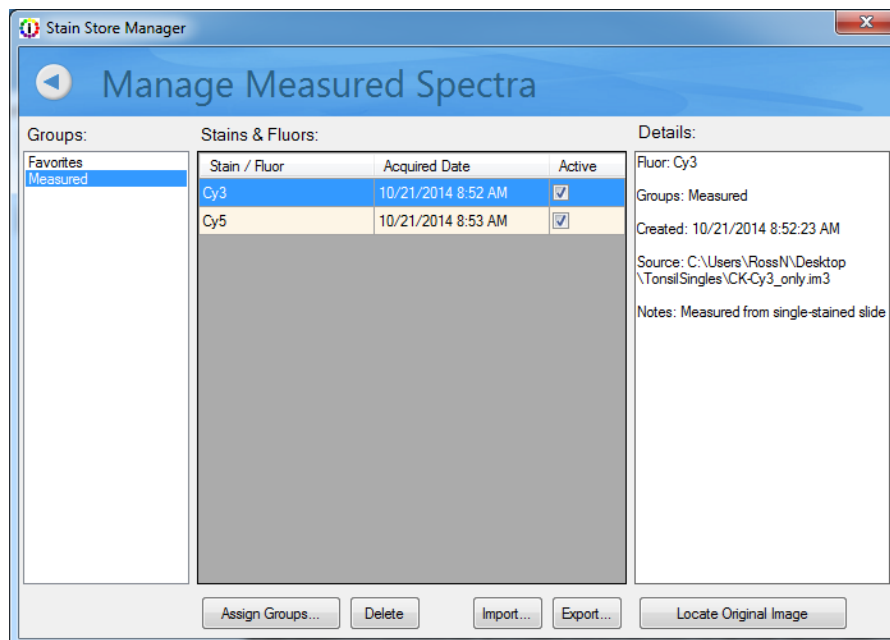 Stain Store Manager
Manage Measured Spectra
Groups:
Favorites
Measured
Stains & Fluors:
Stain / Fluor Acquired Date Active
Cy3 10/21/2014 8:52 AM
Cy5 10/21/2014 8:53 AM
Details:
Fluor: Cy3
Groups: Measured
Created: 10/21/2014 8:52:23 AM
Source: C:\Users\RossN\Desktop
\TonsilSingles\CK-Cy3_only.im3
Notes: Measured from single-stained slide
Assign Groups... Delete Import... Export... Locate Original Image